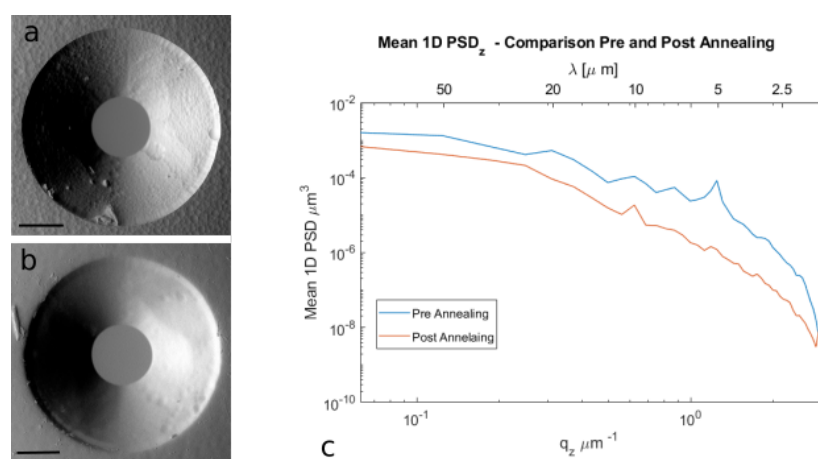 a
b
Mean 1D PSD_z - Comparison Pre and Post Annealing
λ [μ m]
50 20 10 5 2.5
10^-2
10^-4
10^-6
10^-8
10^-10
Mean 1D PSD μm^3
Pre Annealing
Post Annelaing
10^-1 10^0
q_z μm^-1
c